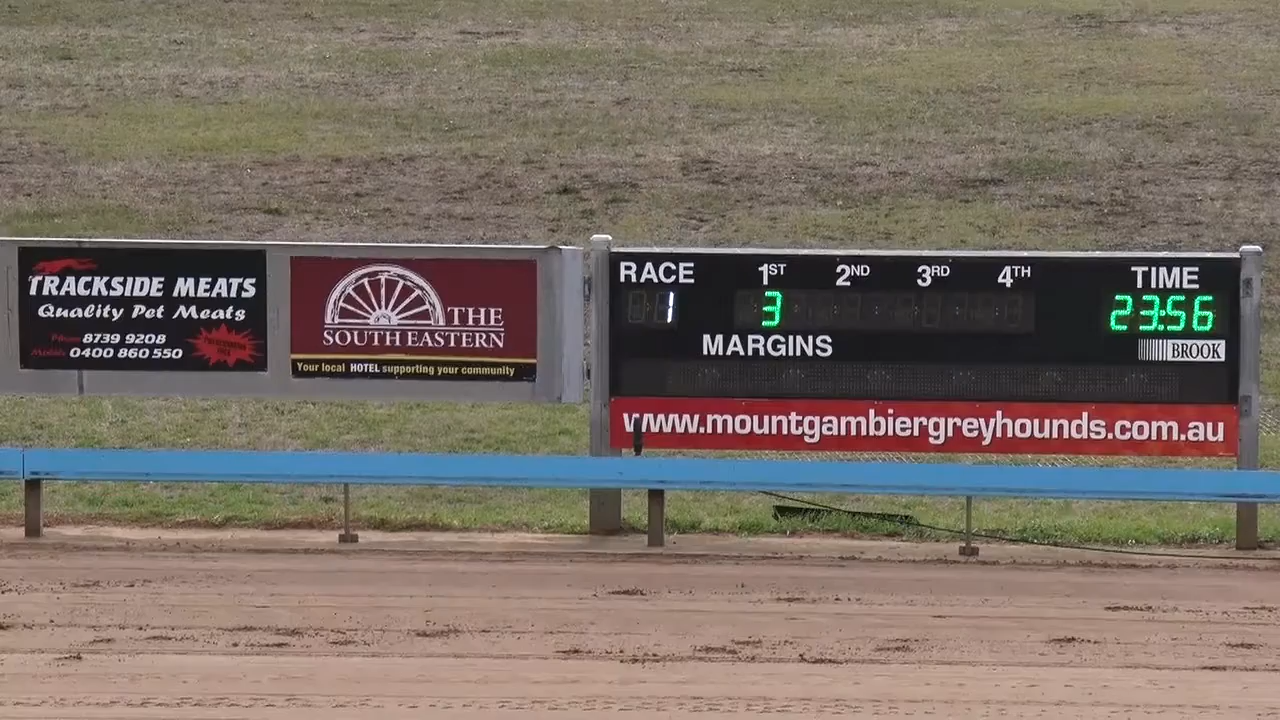 TRACKSIDE MEATS
Quality Pet Meats
Phone 8739 9208
Mobile 0400 860 550
THE
SOUTH EASTERN
Your local HOTEL supporting your community
RACE 1ST 2ND 3RD 4TH TIME
1 3 23:56
MARGINS
BROOK
www.mountgambiergreyhounds.com.au